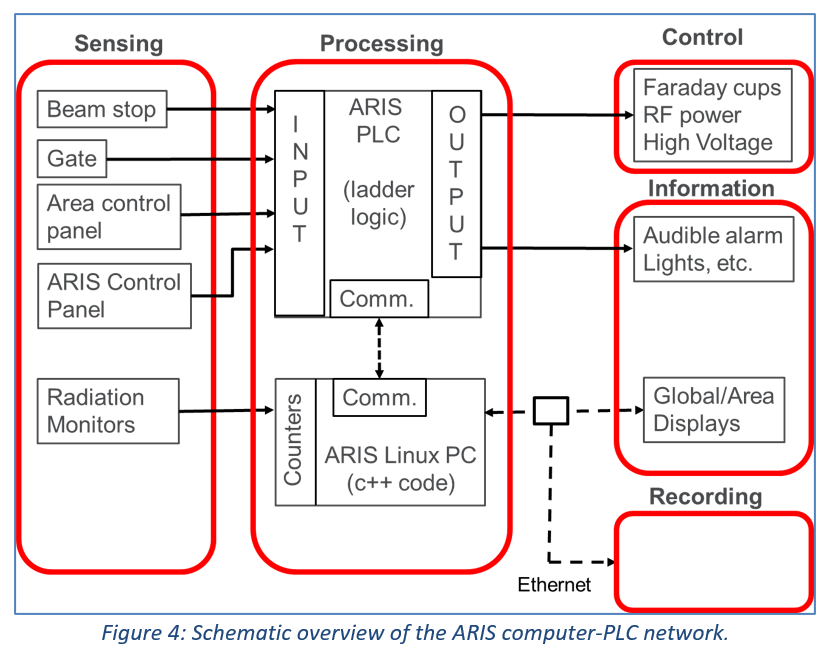 Sensing
Processing
Control
Beam stop
Gate
Area control
panel
ARIS Control
Panel
Radiation
Monitors
INPUT
ARIS
PLC
(ladder
logic)
OUTPUT
Comm.
Comm.
Counters
ARIS Linux PC
(c++ code)
Faraday cups
RF power
High Voltage
Information
Audible alarm
Lights, etc.
Global/Area
Displays
Recording
Ethernet
Figure 4: Schematic overview of the ARIS computer-PLC network.